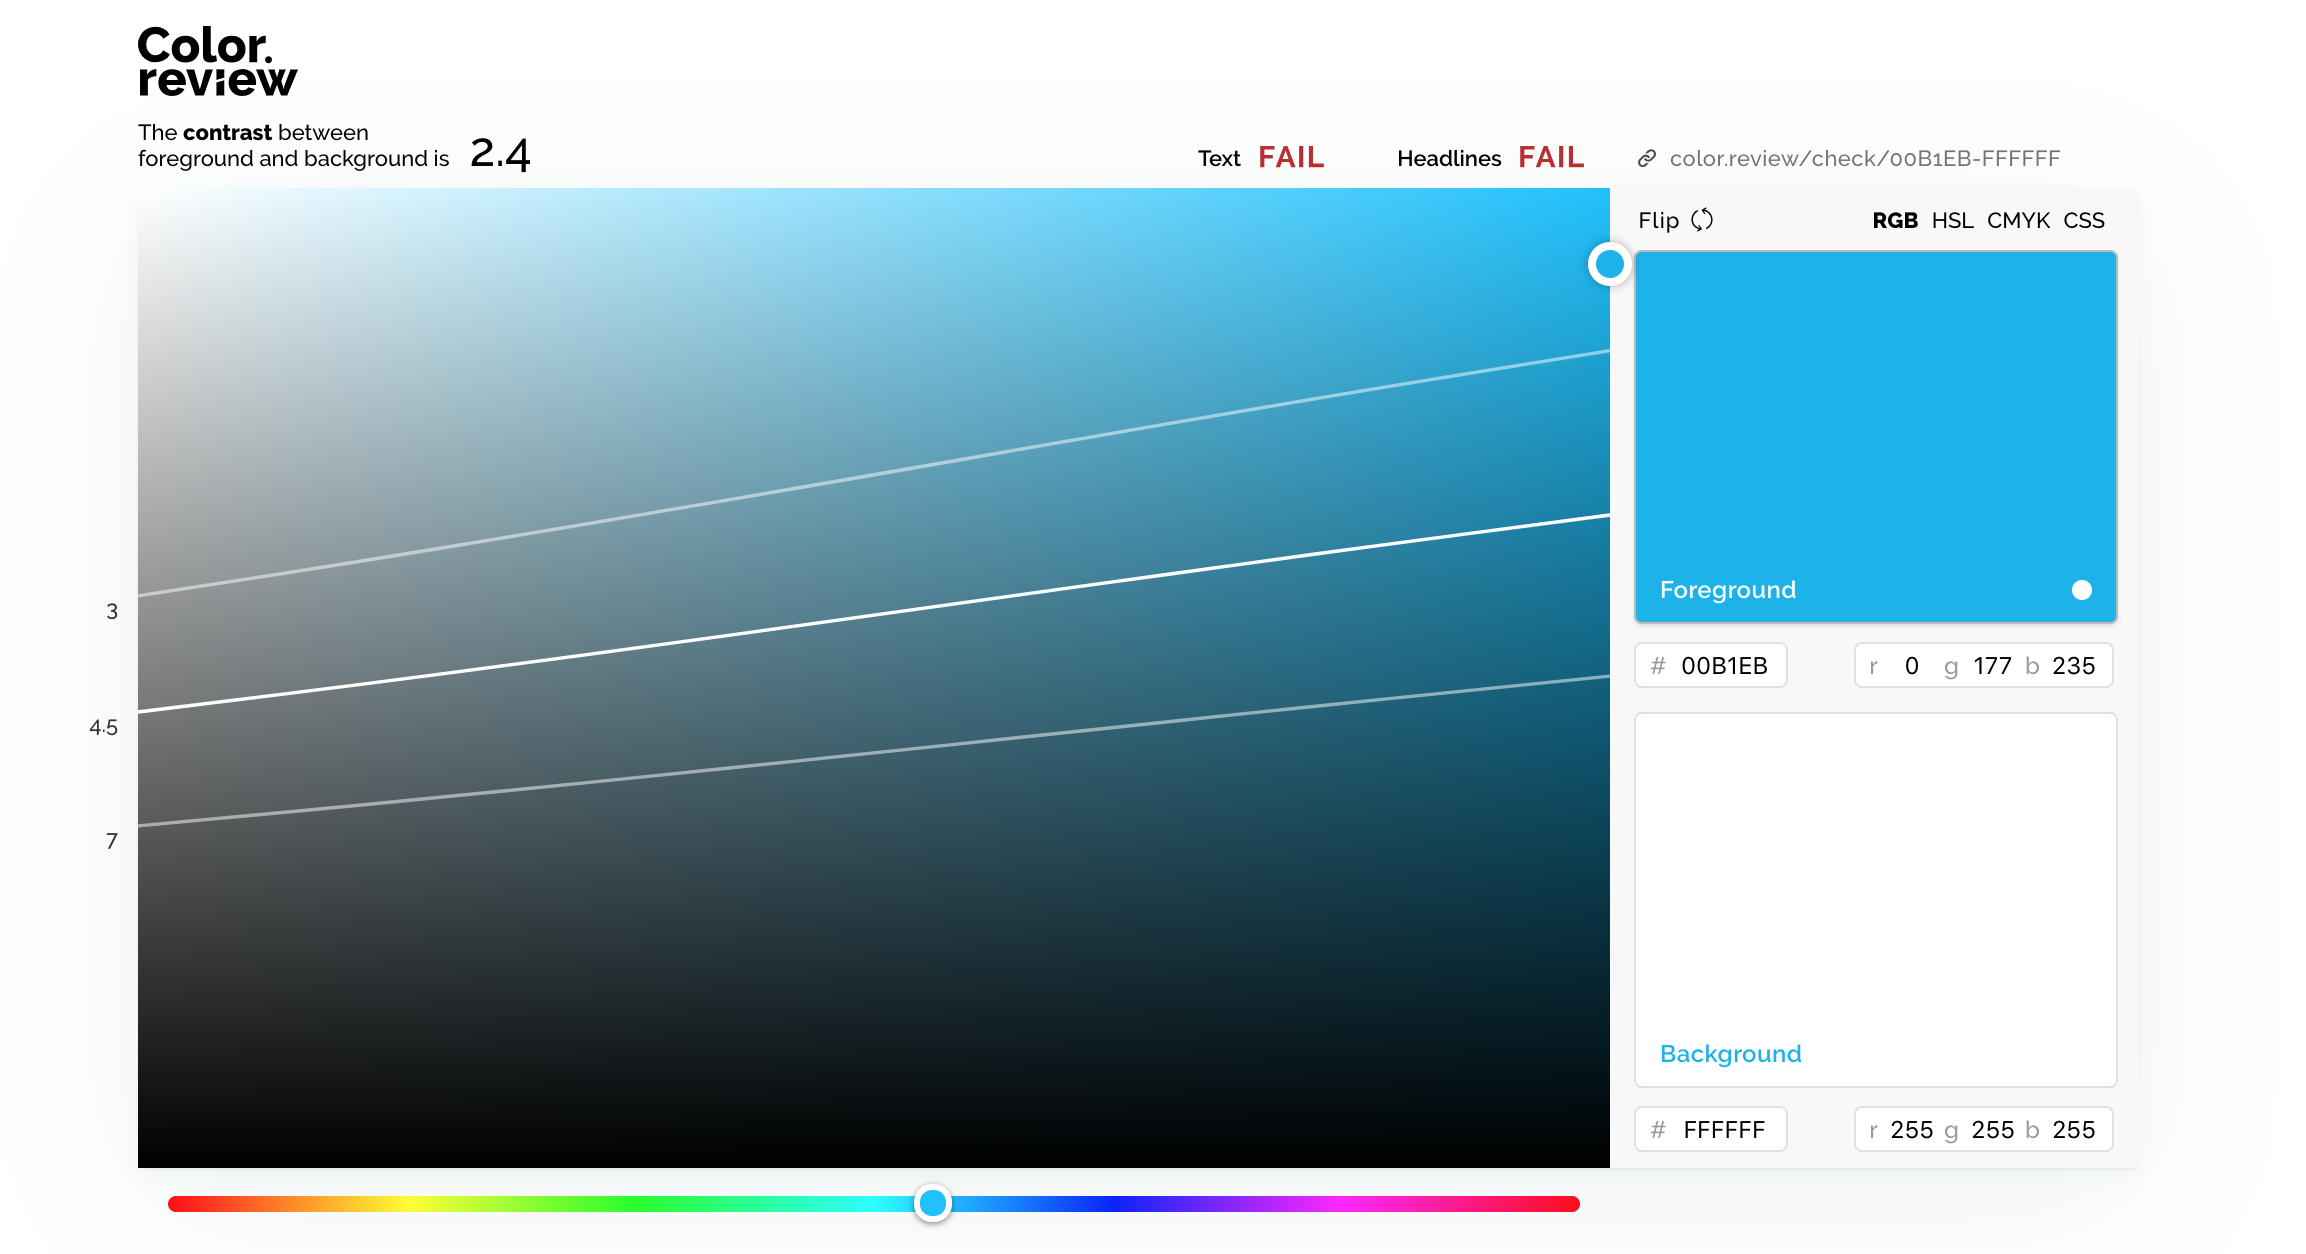 Color.
review
The contrast between
foreground and background is 2.4
Text FAIL Headlines FAIL color.review/check/00B1EB-FFFFFF
Flip RGB HSL CMYK CSS
3
4.5
7
Foreground
# 00B1EB r 0 g 177 b 235
Background
# FFFFFF r 255 g 255 b 255